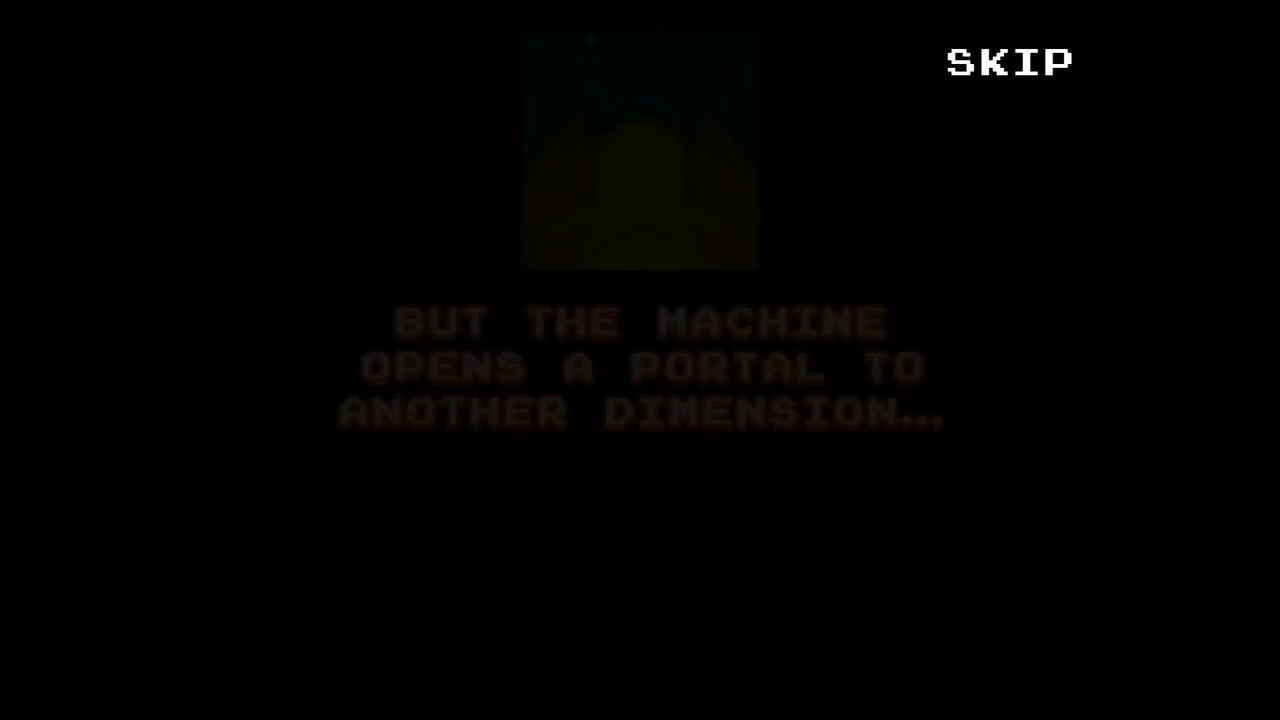 SKIP
BUT THE MACHINE
OPENS A PORTAL TO
ANOTHER DIMENSION...